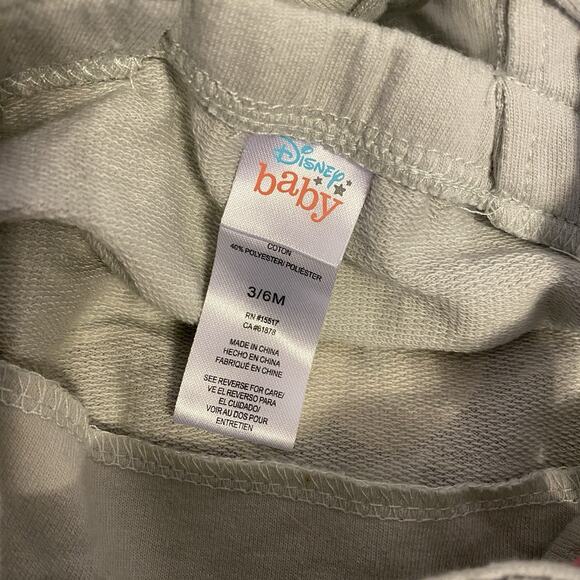 Disney
baby
COTON
40% POLYESTER/ POLIÉSTER
3/6M
RN #15517
CA#61878
MADE IN CHINA
HECHO EN CHINA
FABRIQUÉ EN CHINE
SEE REVERSE FOR CARE/
VE EL REVERSO PARA
EL CUIDADO/
VOIR AU DOS POUR
ENTRETIEN